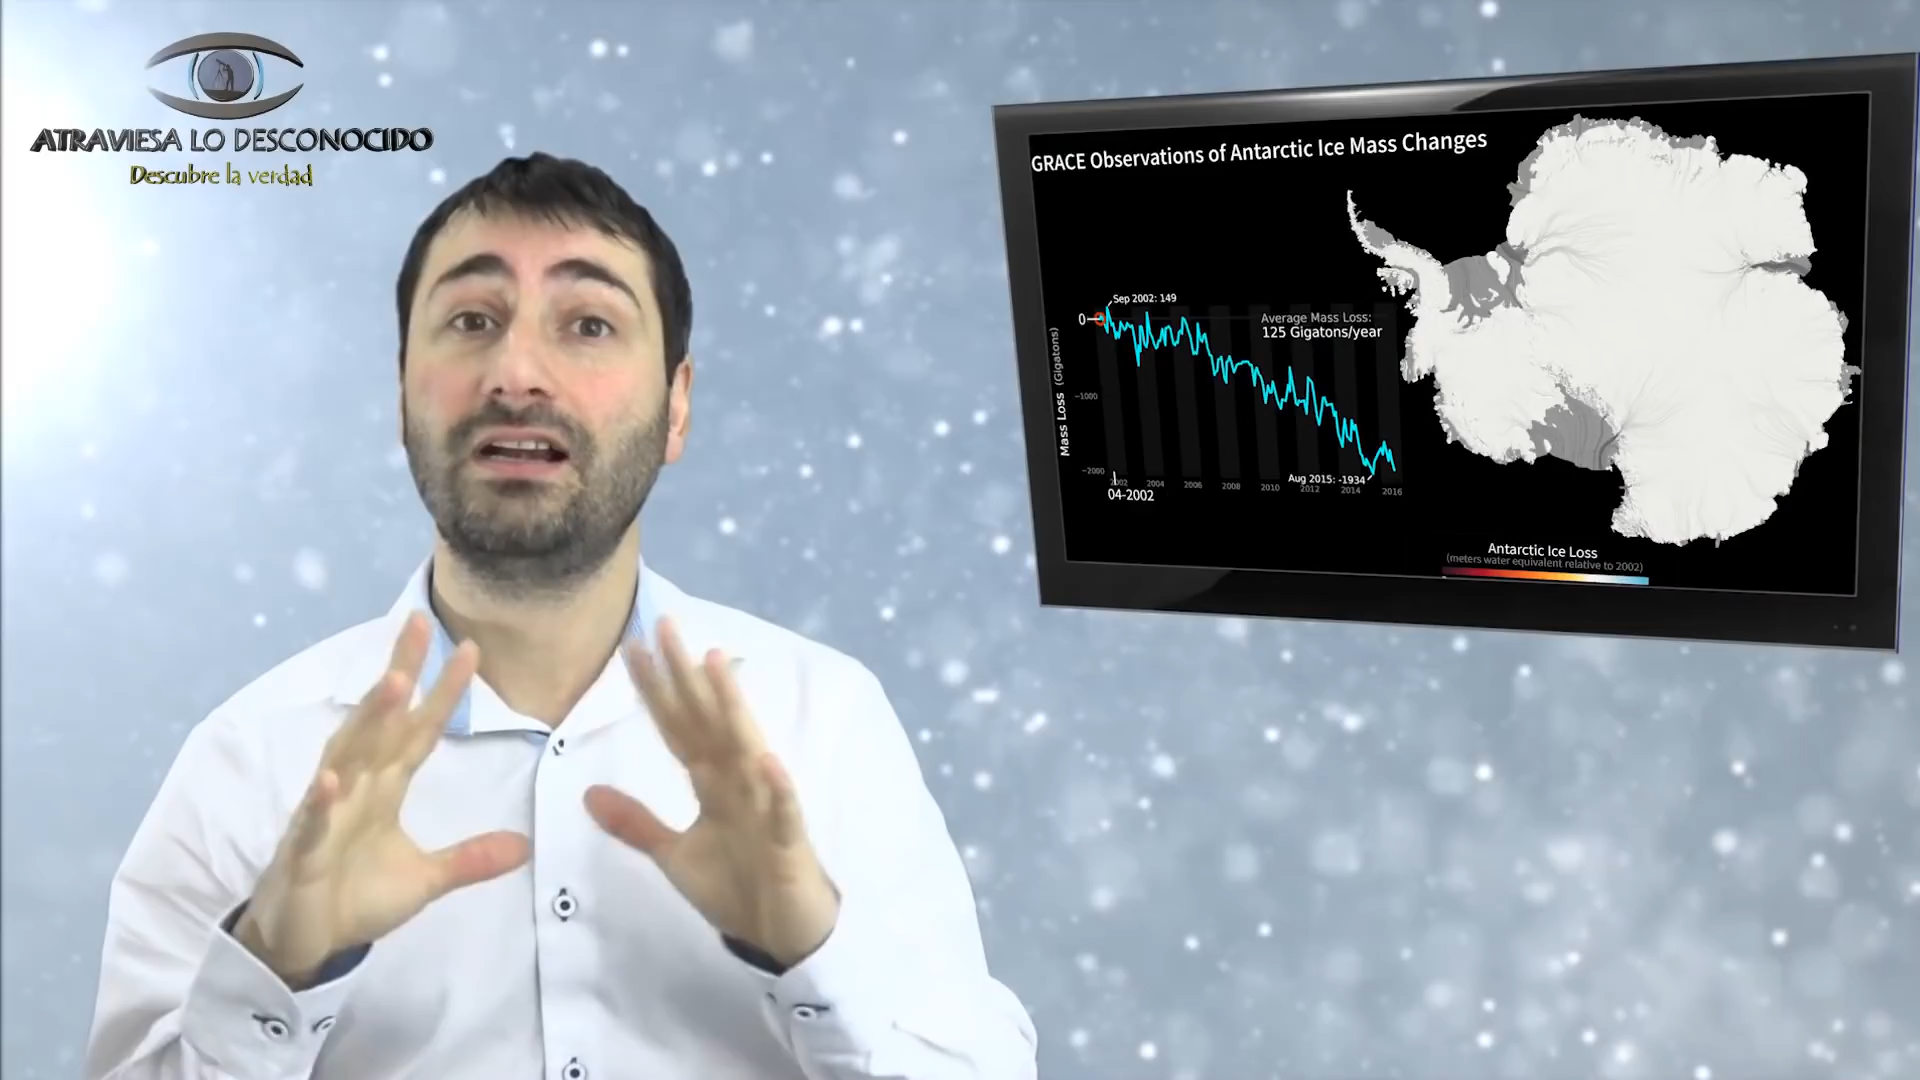 ATRAVIESA LO DESCONOCIDO
Descubre la verdad
GRACE Observations of Antarctic Ice Mass Changes
Sep 2002: 149
0
Average Mass Loss:
125 Gigatons/year
Mass Loss (Gigatons)
-1000
-2000
Aug 2015: -1934
2002 2004 2006 2008 2010 2012 2014 2016
04-2002
Antarctic Ice Loss
(meters water equivalent relative to 2002)